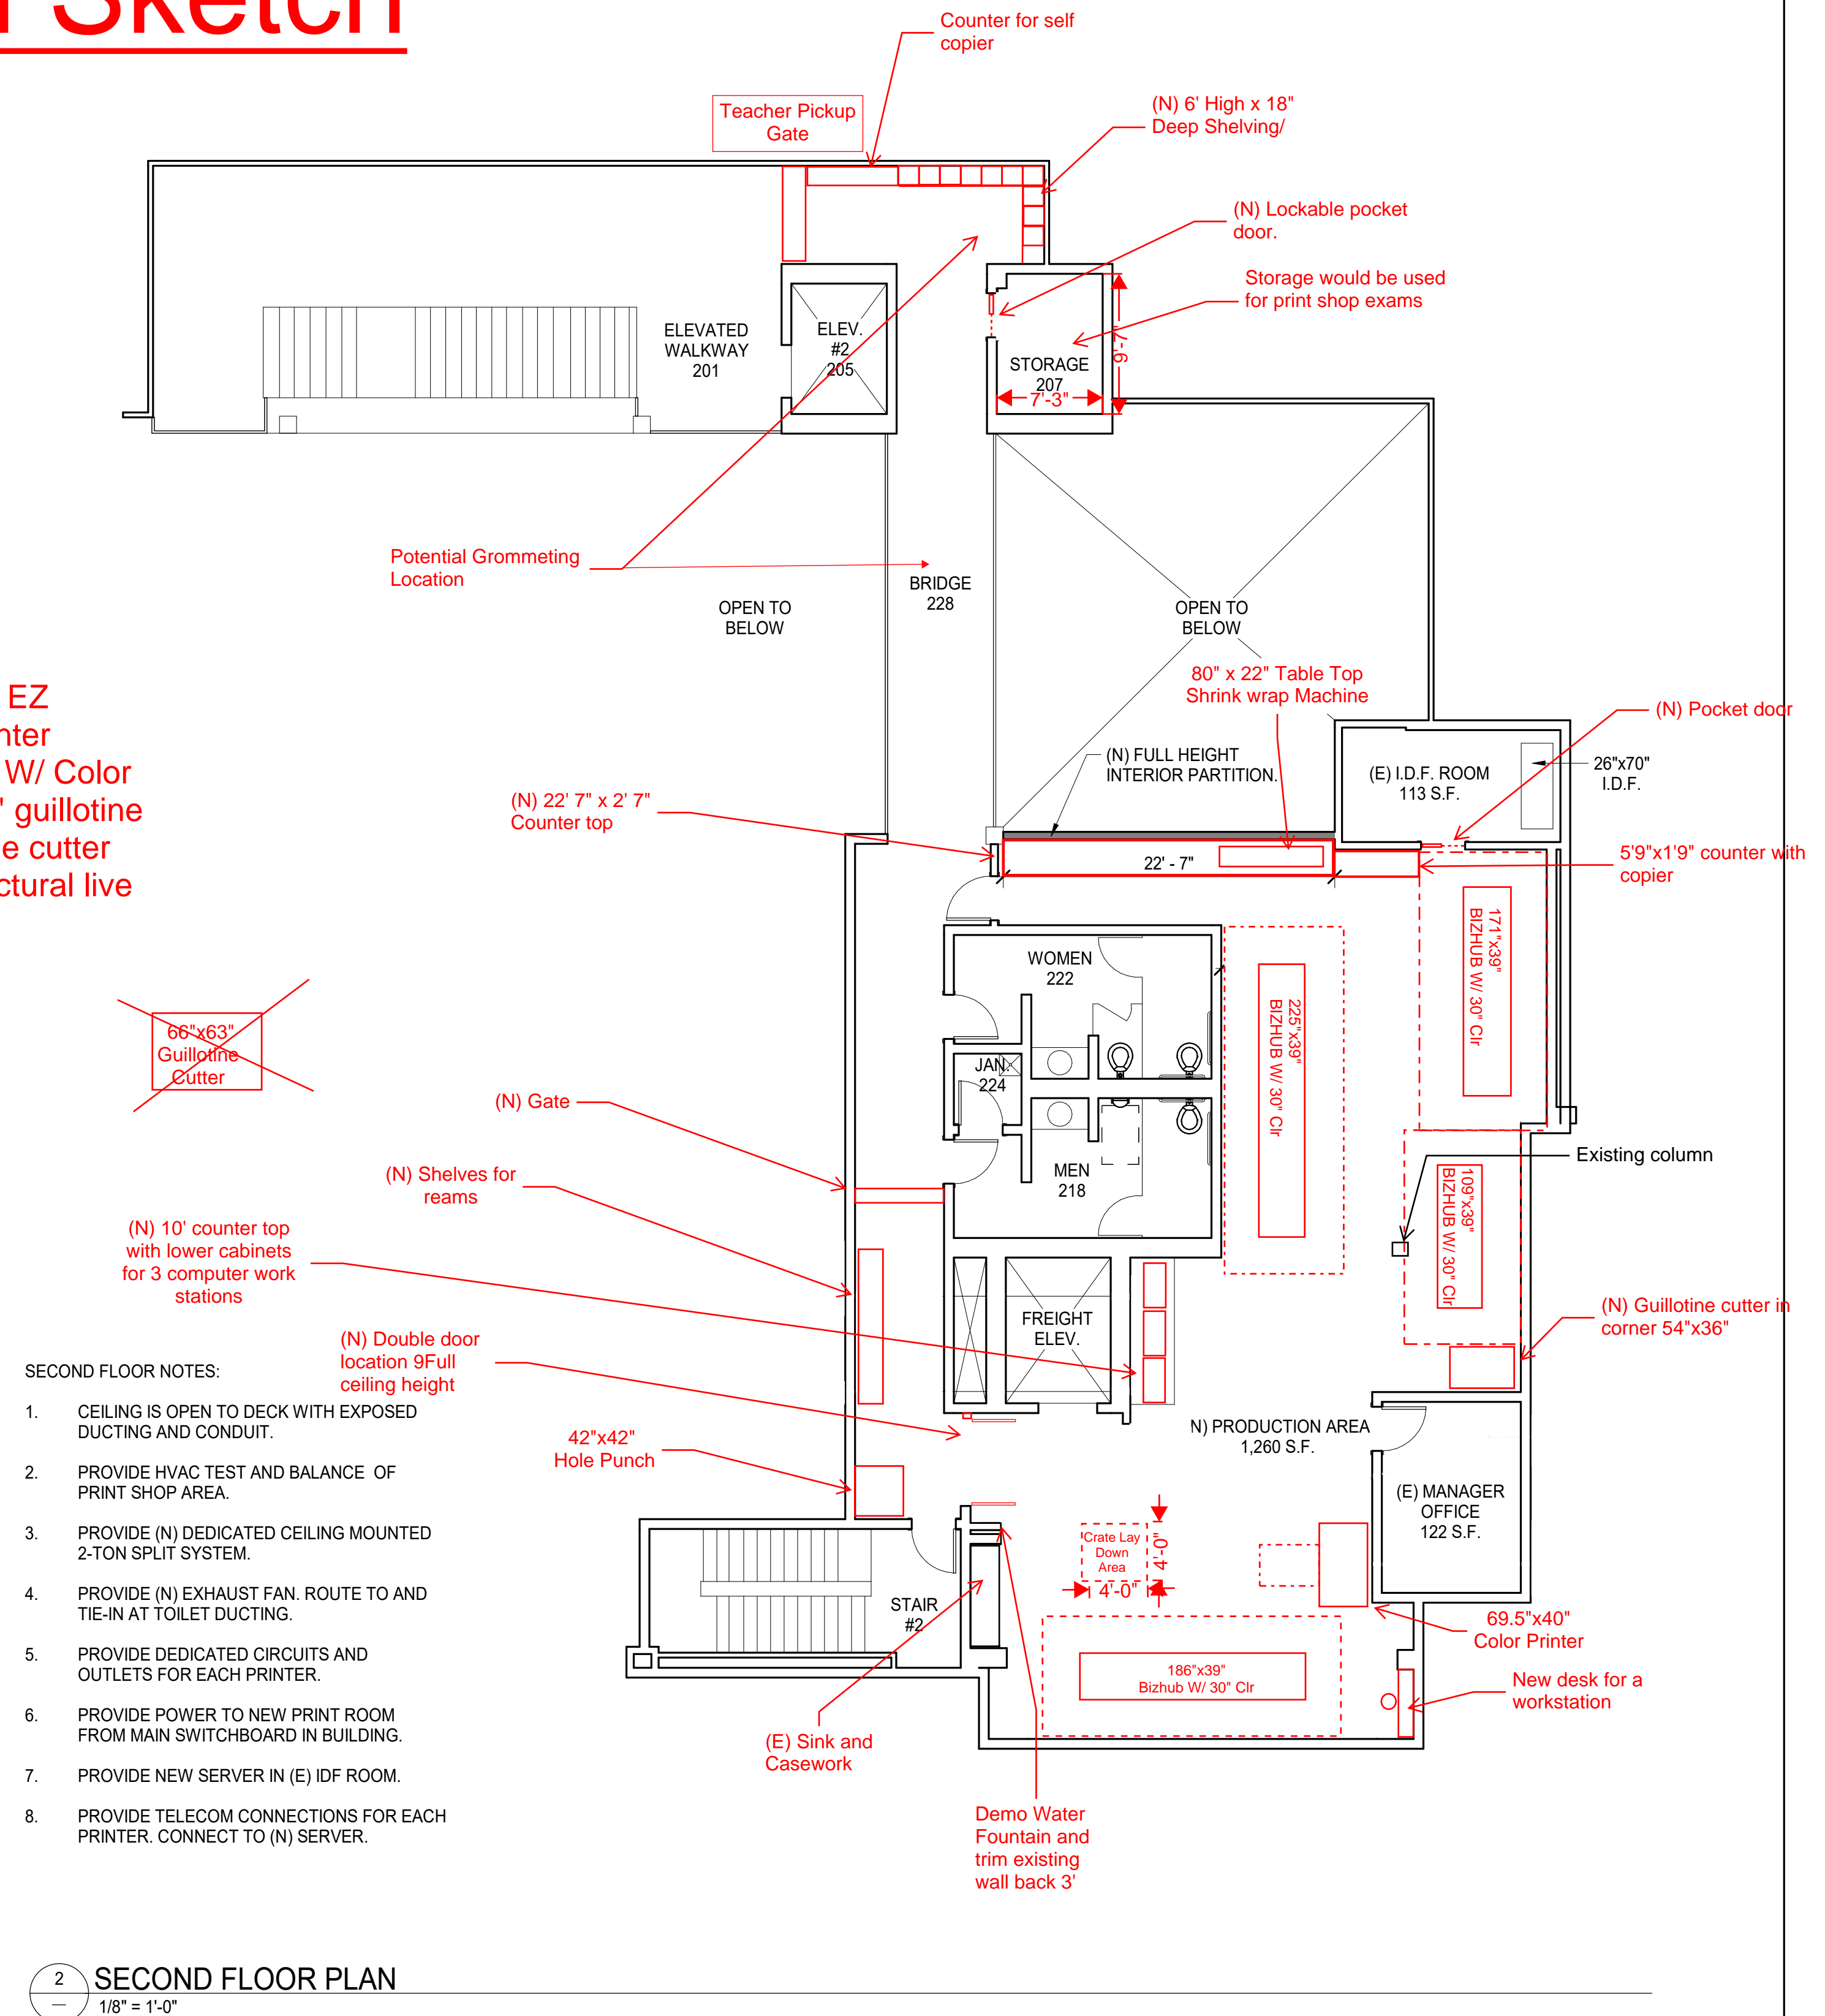 Sketch
Counter for self
copier
Teacher Pickup
Gate
(N) 6' High x 18"
Deep Shelving/
(N) Lockable pocket
door.
Storage would be used
for print shop exams
ELEVATED
WALKWAY
201
ELEV.
#2
205
STORAGE
207
9'-7"
7'-3"
Potential Grommeting
Location
BRIDGE
228
OPEN TO
BELOW
OPEN TO
BELOW
80" x 22" Table Top
Shrink wrap Machine
(N) Pocket door
EZ
nter
W/ Color
" guillotine
e cutter
ctural live
(N) FULL HEIGHT
INTERIOR PARTITION.
(E) I.D.F. ROOM
113 S.F.
26"x70"
I.D.F.
(N) 22' 7" x 2' 7"
Counter top
22' - 7"
5'9"x1'9" counter with
copier
171"x39"
BIZHUB W/ 30" Clr
WOMEN
222
225"x39"
BIZHUB W/ 30" Clr
66"x63"
Guillotine
Cutter
JAN.
224
(N) Gate
(N) Shelves for
reams
MEN
218
Existing column
109"x39"
BIZHUB W/ 30" Clr
(N) 10' counter top
with lower cabinets
for 3 computer work
stations
(N) Guillotine cutter in
corner 54"x36"
FREIGHT
ELEV.
(N) Double door
location 9Full
ceiling height
42"x42"
Hole Punch
N) PRODUCTION AREA
1,260 S.F.
(E) MANAGER
OFFICE
122 S.F.
Crate Lay
Down
Area
4'-0"
4'-0"
STAIR
#2
69.5"x40"
Color Printer
186"x39"
Bizhub W/ 30" Clr
New desk for a
workstation
(E) Sink and
Casework
Demo Water
Fountain and
trim existing
wall back 3'
SECOND FLOOR NOTES:
1. CEILING IS OPEN TO DECK WITH EXPOSED
DUCTING AND CONDUIT.
2. PROVIDE HVAC TEST AND BALANCE OF
PRINT SHOP AREA.
3. PROVIDE (N) DEDICATED CEILING MOUNTED
2-TON SPLIT SYSTEM.
4. PROVIDE (N) EXHAUST FAN. ROUTE TO AND
TIE-IN AT TOILET DUCTING.
5. PROVIDE DEDICATED CIRCUITS AND
OUTLETS FOR EACH PRINTER.
6. PROVIDE POWER TO NEW PRINT ROOM
FROM MAIN SWITCHBOARD IN BUILDING.
7. PROVIDE NEW SERVER IN (E) IDF ROOM.
8. PROVIDE TELECOM CONNECTIONS FOR EACH
PRINTER. CONNECT TO (N) SERVER.
2
—
SECOND FLOOR PLAN
1/8" = 1'-0"